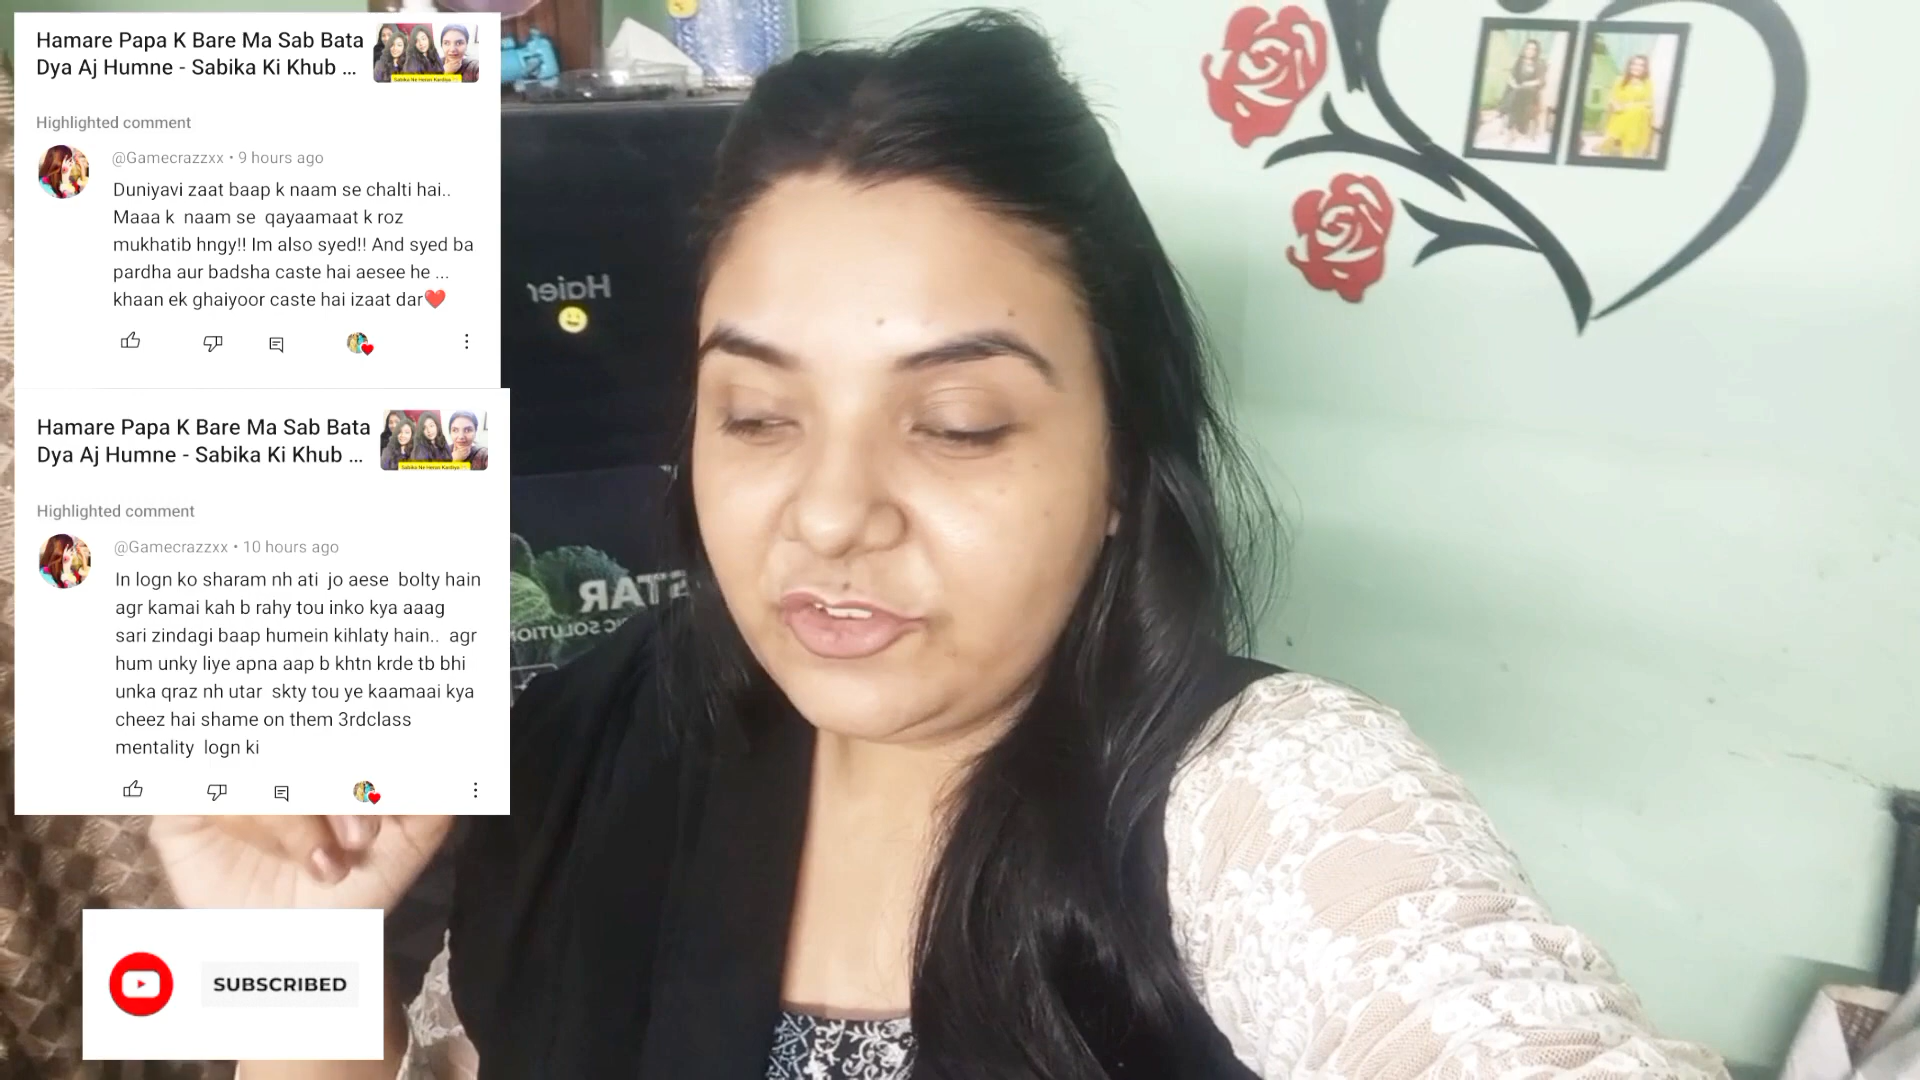 Hamare Papa K Bare Ma Sab Bata
Dya Aj Humne - Sabika Ki Khub ...
Highlighted comment
@Gamecrazzxx • 9 hours ago
Duniyavi zaat baap k naam se chalti hai..
Maaa k naam se qayaamaat k roz
mukhatib hngy!! Im also syed!! And syed ba
pardha aur badsha caste hai aesee he ...
khaan ek ghaiyoor caste hai izaat dar❤️
Hamare Papa K Bare Ma Sab Bata
Dya Aj Humne - Sabika Ki Khub ...
Highlighted comment
@Gamecrazzxx • 10 hours ago
In logn ko sharam nh ati jo aese bolty hain
agr kamai kah b rahy tou inko kya aaag
sari zindagi baap humein kihlaty hain.. agr
hum unky liye apna aap b khtn krde tb bhi
unka qraz nh utar skty tou ye kaamaai kya
cheez hai shame on them 3rdclass
mentality logn ki
SUBSCRIBED
Haier
STAR